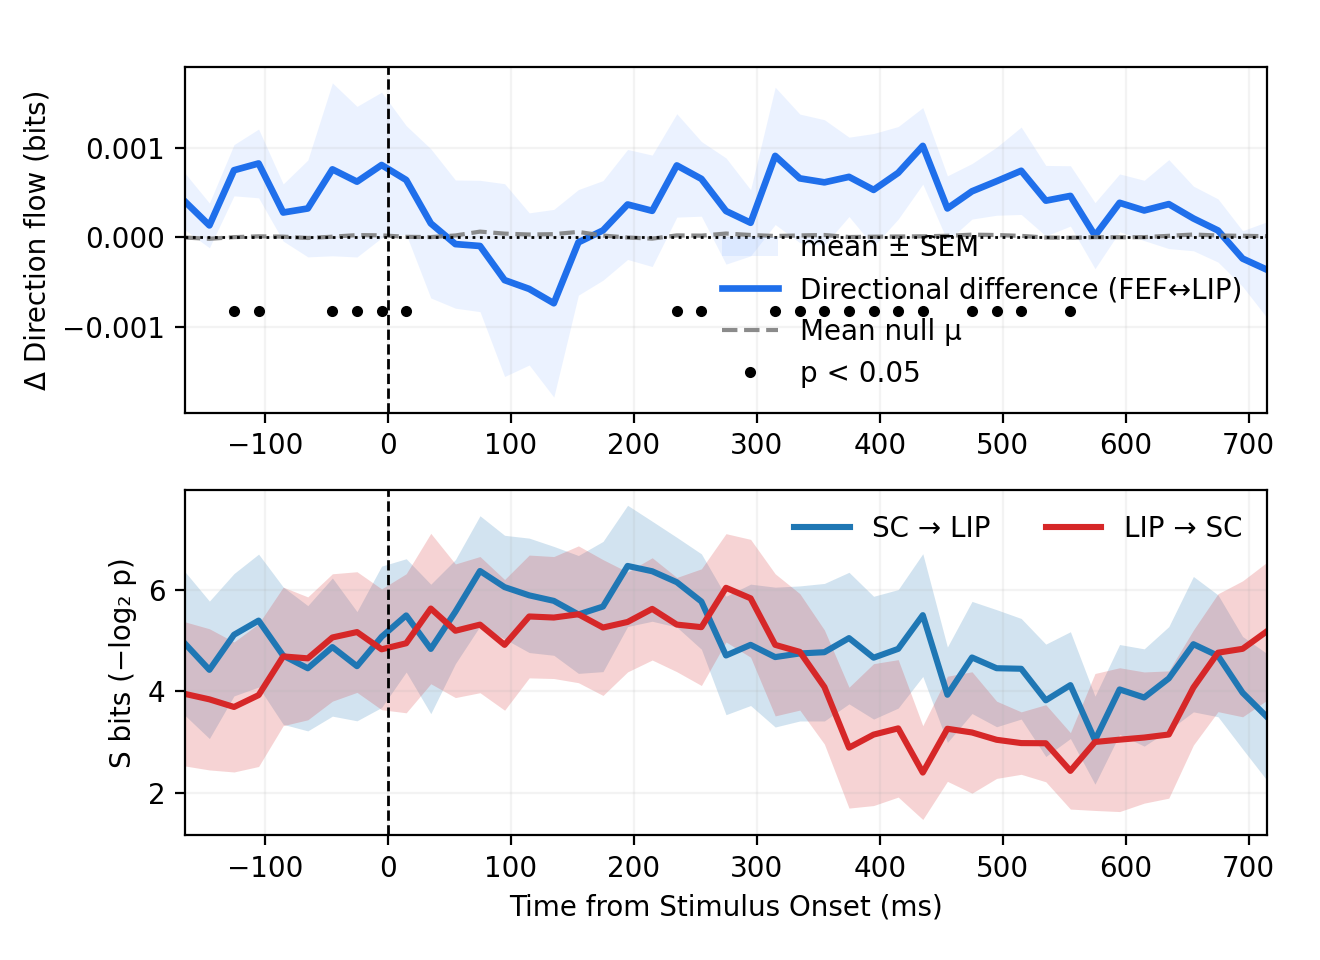 Δ Direction flow (bits)
0.001
0.000
−0.001
mean ± SEM
Directional difference (FEF↔LIP)
Mean null μ
p < 0.05
−100 0 100 200 300 400 500 600 700
S bits (−log₂ p)
6
4
2
SC → LIP LIP → SC
−100 0 100 200 300 400 500 600 700
Time from Stimulus Onset (ms)